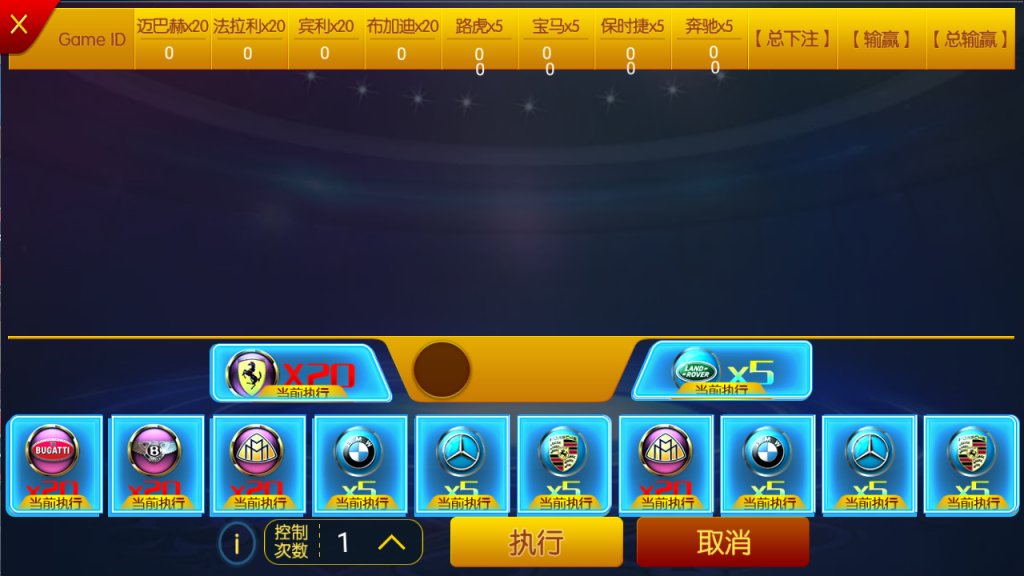 Game ID
迈巴赫x20 法拉利x20 宾利x20 布加迪x20 路虎x5 宝马x5 保时捷x5 奔驰x5
【 总下注 】 【 输赢 】 【 总输赢 】
0 0 0 0 0 0 0 0
0 0 0 0
X20
当前执行
LAND-ROVER
x5
当前执行
BUGATTI
B
BMW
BMW
x20 x20 x20 x5 x5 x5 x20 x5 x5 x5
当前执行 当前执行 当前执行 当前执行 当前执行 当前执行 当前执行 当前执行 当前执行 当前执行
i
控制
次数
1
执行
取消